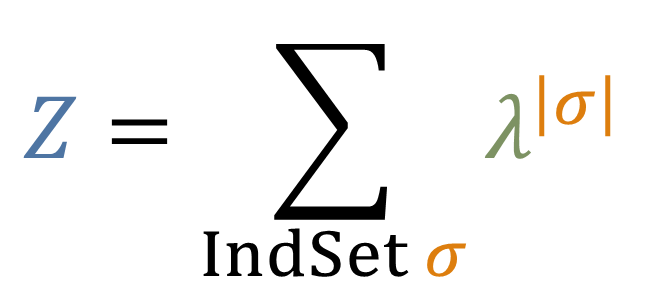 Z = ∑ λ^|σ|
IndSet σ